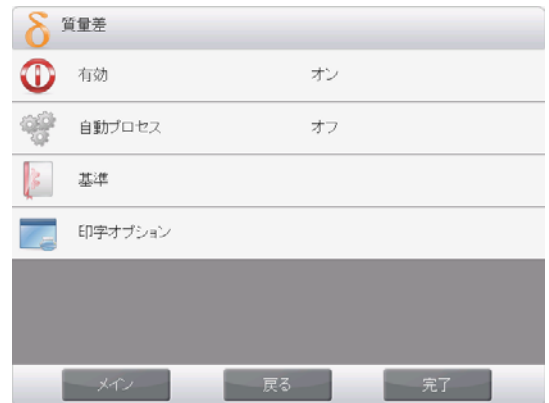 δ 質量差
有効 オン
自動プロセス オフ
基準
印字オプション
メイン 戻る 完了